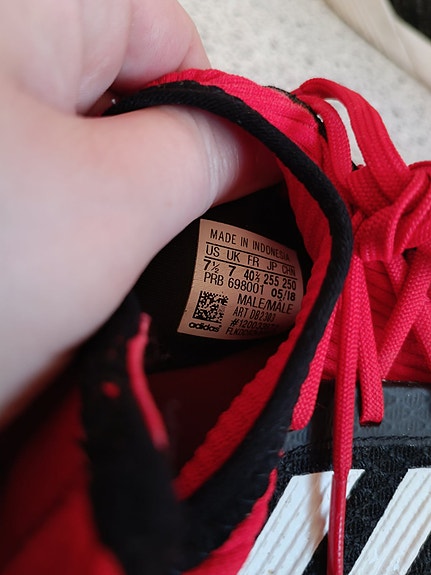 MADE IN INDONESIA
US UK FR JP CHN
7½ 7 40⅔ 255 250
PRB 698001 05/18
MALE/MALE
ART DB2383
adidas